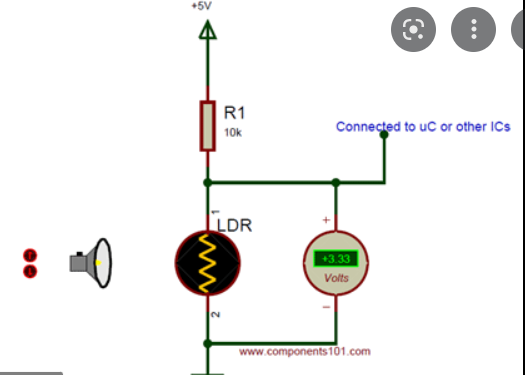 +5V
R1
10k
Connected to uC or other ICs
1
LDR
+
+3.33
Volts
2
www.components101.com